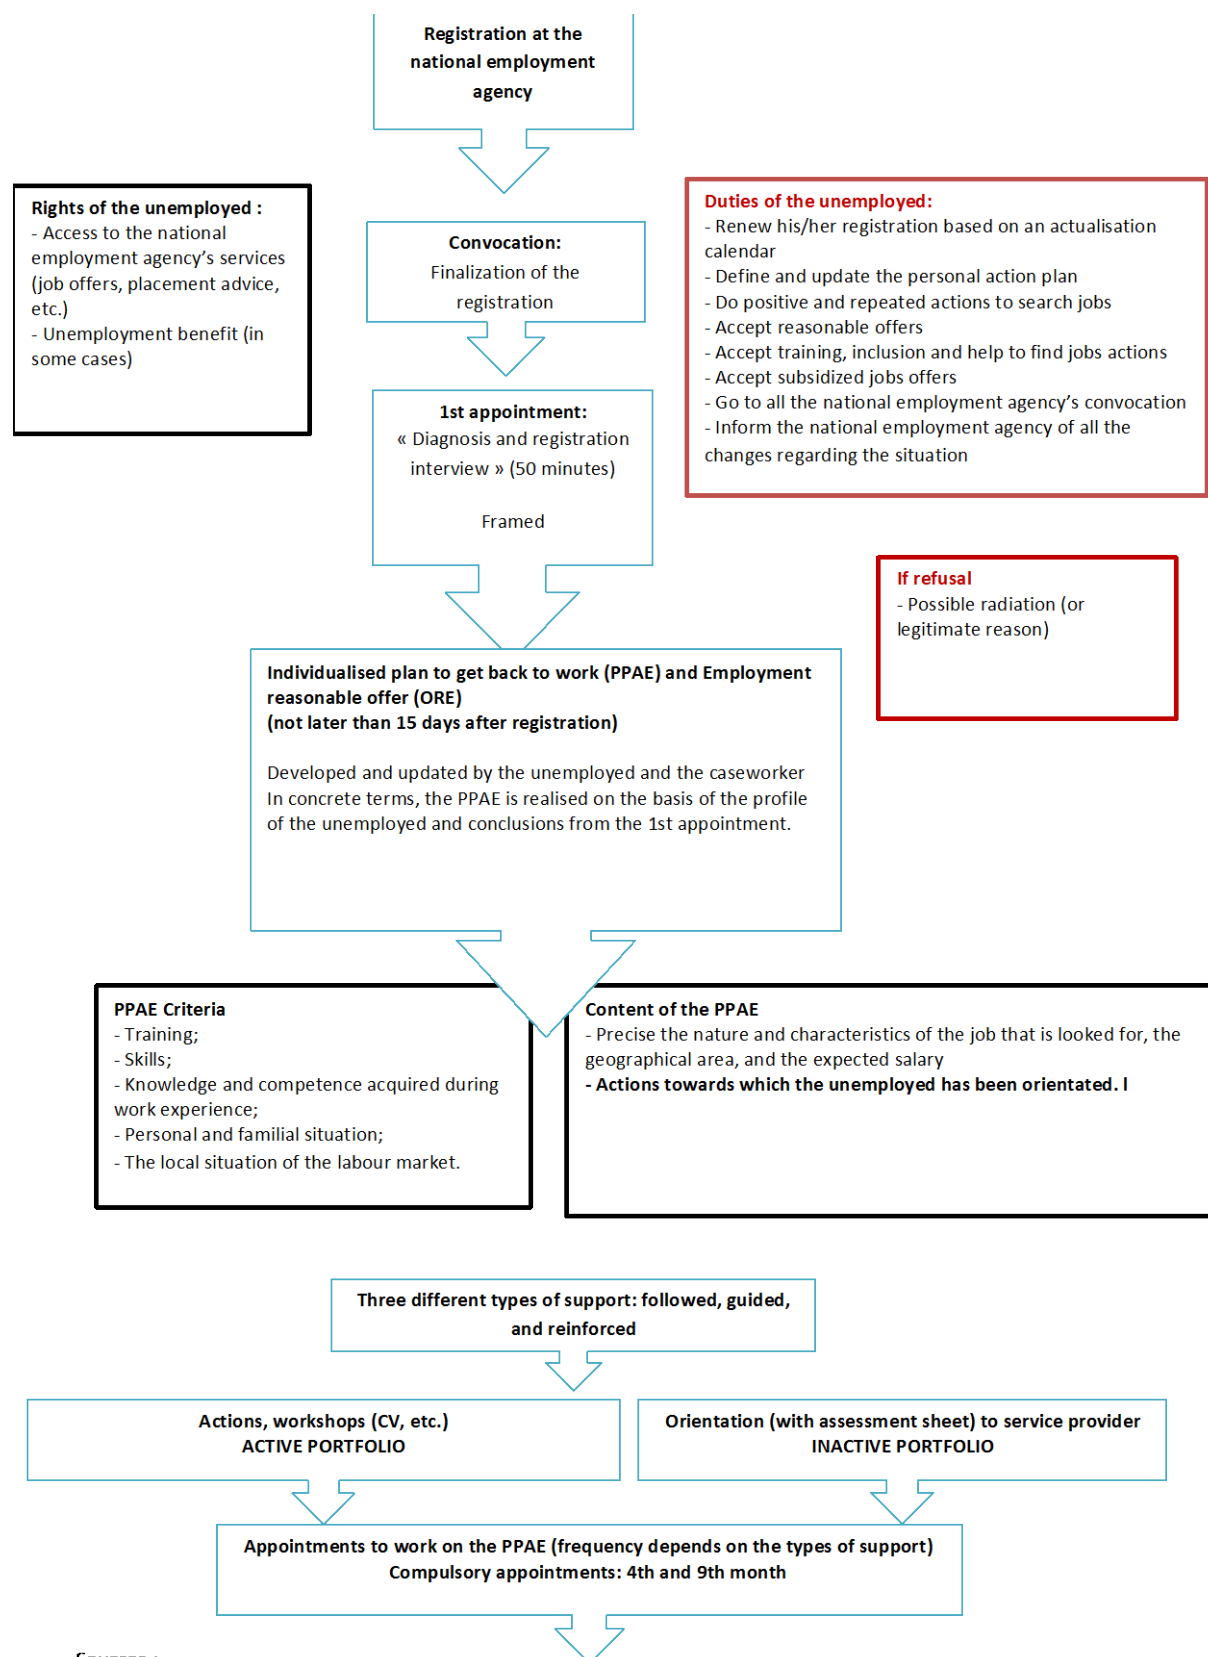 Registration at the
national employment
agency
Rights of the unemployed :
- Access to the national
employment agency's services
(job offers, placement advice,
etc.)
- Unemployment benefit (in
some cases)
Convocation:
Finalization of the
registration
Duties of the unemployed:
- Renew his/her registration based on an actualisation
calendar
- Define and update the personal action plan
- Do positive and repeated actions to search jobs
- Accept reasonable offers
- Accept training, inclusion and help to find jobs actions
- Accept subsidized jobs offers
- Go to all the national employment agency's convocation
- Inform the national employment agency of all the
changes regarding the situation
1st appointment:
« Diagnosis and registration
interview » (50 minutes)
Framed
If refusal
- Possible radiation (or
legitimate reason)
Individualised plan to get back to work (PPAE) and Employment
reasonable offer (ORE)
(not later than 15 days after registration)
Developed and updated by the unemployed and the caseworker
In concrete terms, the PPAE is realised on the basis of the profile
of the unemployed and conclusions from the 1st appointment.
PPAE Criteria
- Training;
- Skills;
- Knowledge and competence acquired during
work experience;
- Personal and familial situation;
- The local situation of the labour market.
Content of the PPAE
- Precise the nature and characteristics of the job that is looked for, the
geographical area, and the expected salary
- Actions towards which the unemployed has been orientated. l
Three different types of support: followed, guided,
and reinforced
Actions, workshops (CV, etc.)
ACTIVE PORTFOLIO
Orientation (with assessment sheet) to service provider
INACTIVE PORTFOLIO
Appointments to work on the PPAE (frequency depends on the types of support)
Compulsory appointments: 4th and 9th month